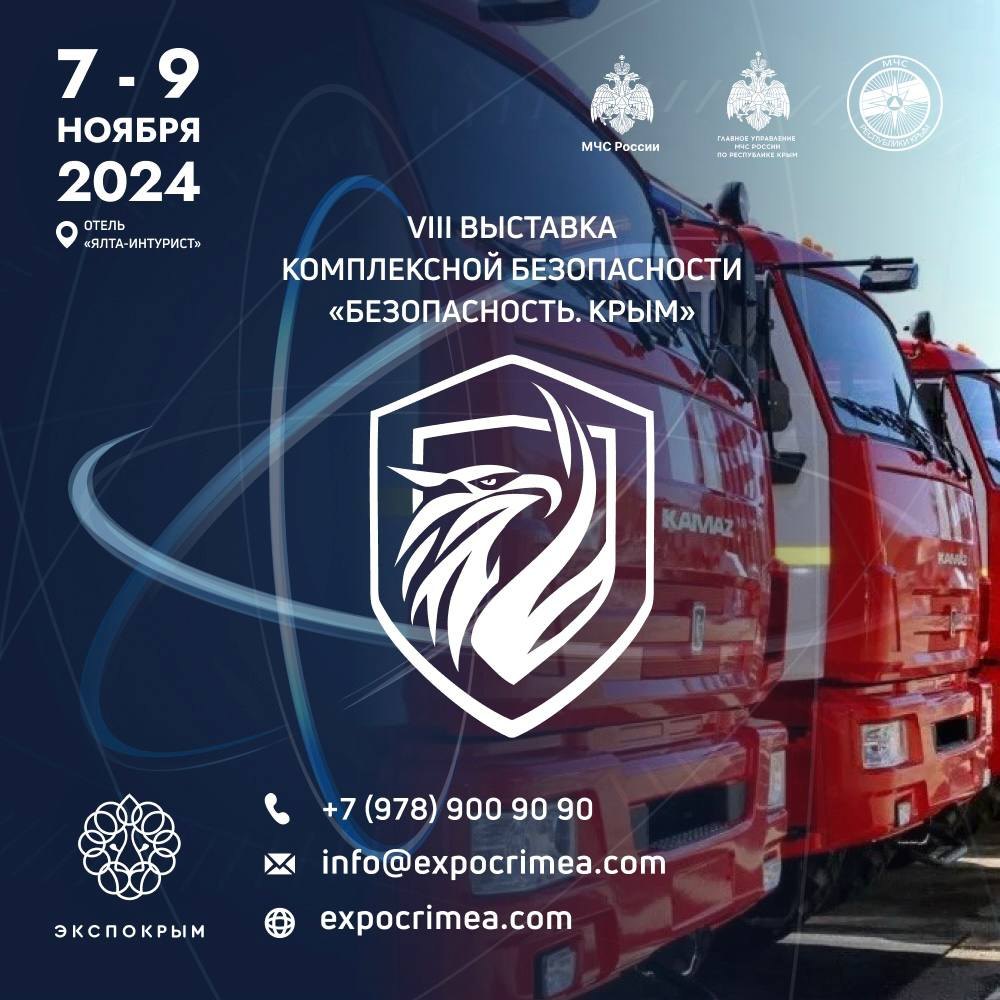 7 - 9
НОЯБРЯ
2024
ОТЕЛЬ
«ЯЛТА-ИНТУРИСТ»
МЧС России
ГЛАВНОЕ УПРАВЛЕНИЕ
МЧС РОССИИ
ПО РЕСПУБЛИКЕ КРЫМ
МЧС
РЕСПУБЛИКИ КРЫМ
VIII ВЫСТАВКА
КОМПЛЕКСНОЙ БЕЗОПАСНОСТИ
«БЕЗОПАСНОСТЬ. КРЫМ»
KAMAZ
KAMAZ
+7 (978) 900 90 90
info@expocrimea.com
expocrimea.com
ЭКСПОКРЫМ